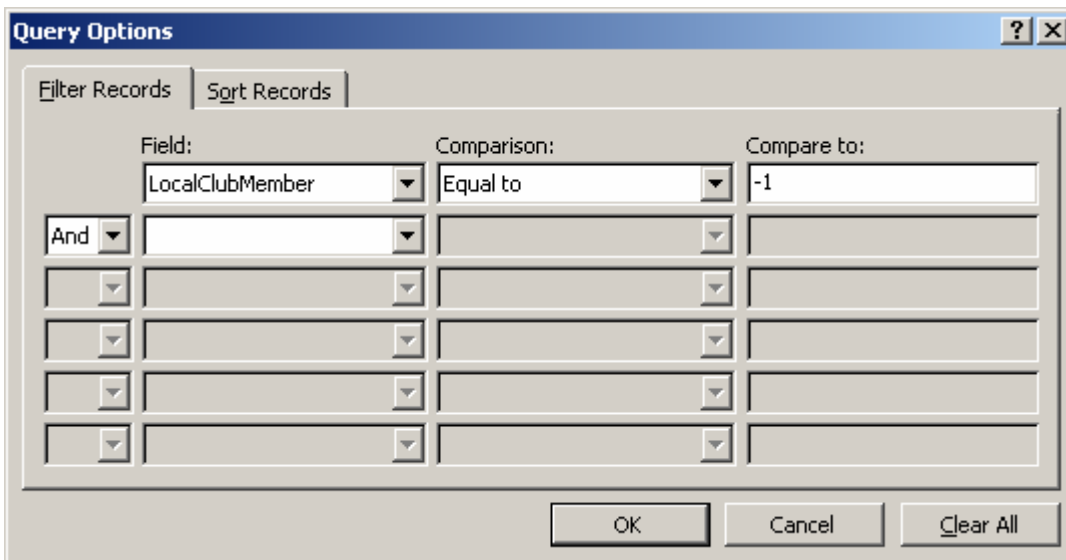 Query Options
Filter Records Sort Records
Field: Comparison: Compare to:
LocalClubMember Equal to -1
And
OK Cancel Clear All